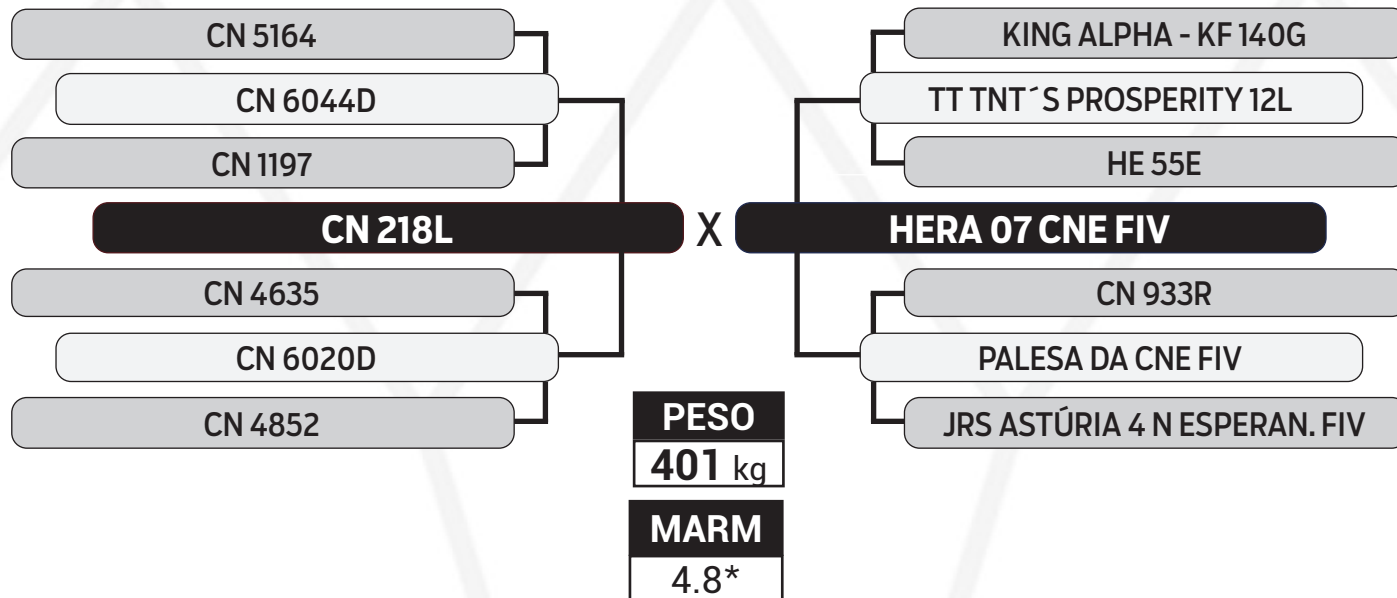 CN 5164
KING ALPHA - KF 140G
CN 6044D
TT TNT´S PROSPERITY 12L
CN 1197
HE 55E
CN 218L X HERA 07 CNE FIV
CN 4635
CN 933R
CN 6020D
PALESA DA CNE FIV
CN 4852
JRS ASTÚRIA 4 N ESPERAN. FIV
PESO
401 kg
MARM
4.8*